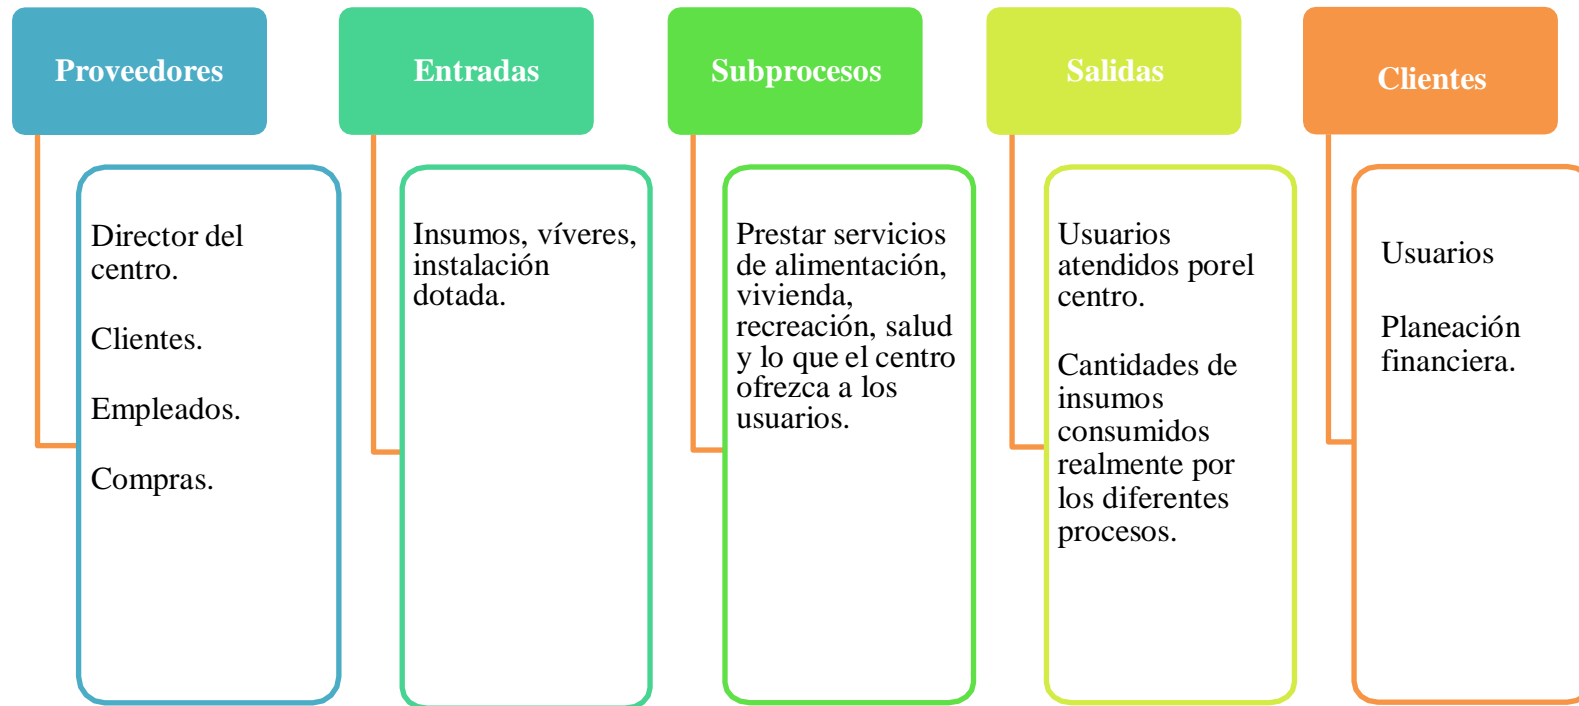 Proveedores
Director del
centro.
Clientes.
Empleados.
Compras.
Entradas
Insumos, víveres,
instalación
dotada.
Subprocesos
Prestar servicios
de alimentación,
vivienda,
recreación, salud
y lo que el centro
ofrezca a los
usuarios.
Salidas
Usuarios
atendidos porel
centro.
Cantidades de
insumos
consumidos
realmente por
los diferentes
procesos.
Clientes
Usuarios
Planeación
financiera.